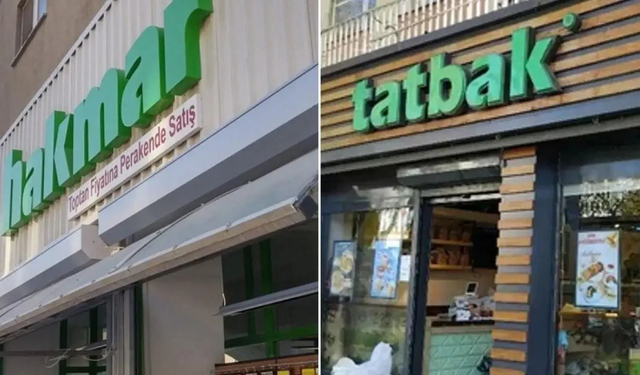 hakmar
Toptan Fiyatına Perakende Satış
tatbak